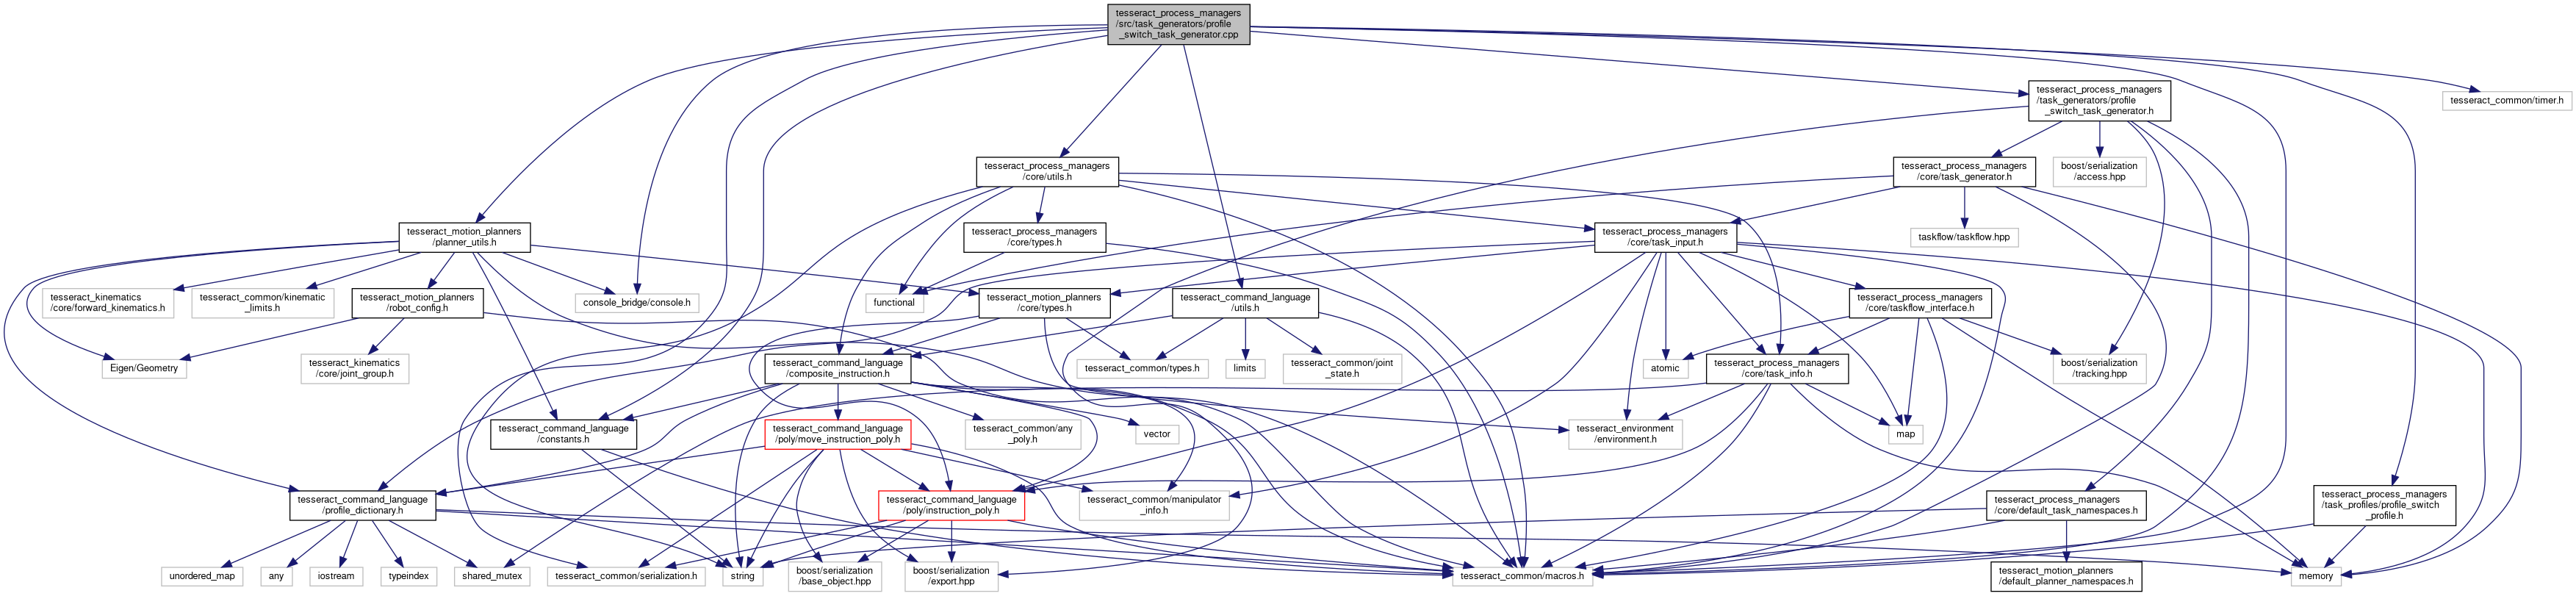 tesseract_process_managers
/src/task_generators/profile
_switch_task_generator.cpp
tesseract_process_managers
/task_generators/profile
_switch_task_generator.h
tesseract_common/timer.h
tesseract_process_managers
/core/utils.h
tesseract_process_managers
/core/task_generator.h
boost/serialization
/access.hpp
tesseract_motion_planners
/planner_utils.h
tesseract_process_managers
/core/types.h
tesseract_process_managers
/core/task_input.h
taskflow/taskflow.hpp
tesseract_kinematics
/core/forward_kinematics.h
tesseract_common/kinematic
_limits.h
tesseract_motion_planners
/robot_config.h
console_bridge/console.h
functional
tesseract_motion_planners
/core/types.h
tesseract_command_language
/utils.h
tesseract_process_managers
/core/taskflow_interface.h
Eigen/Geometry
tesseract_kinematics
/core/joint_group.h
tesseract_command_language
/composite_instruction.h
tesseract_common/types.h
limits
tesseract_common/joint
_state.h
atomic
tesseract_process_managers
/core/task_info.h
boost/serialization
/tracking.hpp
tesseract_command_language
/constants.h
tesseract_command_language
/poly/move_instruction_poly.h
tesseract_common/any
_poly.h
vector
tesseract_environment
/environment.h
map
tesseract_command_language
/profile_dictionary.h
tesseract_command_language
/poly/instruction_poly.h
tesseract_common/manipulator
_info.h
tesseract_process_managers
/core/default_task_namespaces.h
tesseract_process_managers
/task_profiles/profile_switch
_profile.h
unordered_map
any
iostream
typeindex
shared_mutex
tesseract_common/serialization.h
string
boost/serialization
/base_object.hpp
boost/serialization
/export.hpp
tesseract_common/macros.h
tesseract_motion_planners
/default_planner_namespaces.h
memory